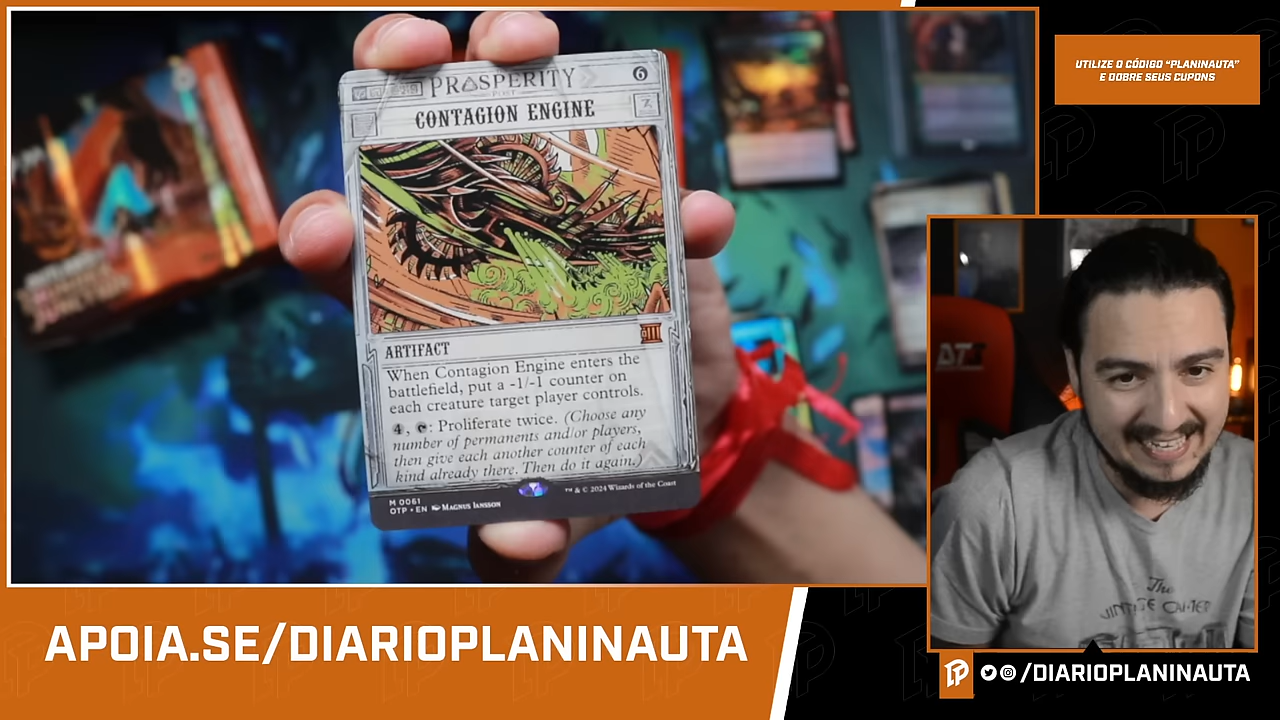 PROSPERITY
POST
6
CONTAGION ENGINE
ARTIFACT
When Contagion Engine enters the
battlefield, put a -1/-1 counter on
each creature target player controls.
4, T: Proliferate twice. (Choose any
number of permanents and/or players,
then give each another counter of each
kind already there. Then do it again.)
M 0061
OTP • EN MAGNUS JANSSON
™ & © 2024 Wizards of the Coast
UTILIZE O CÓDIGO “PLANINAUTA”
E DOBRE SEUS CUPONS
The
APOIA.SE/DIARIOPLANINAUTA
/DIARIOPLANINAUTA